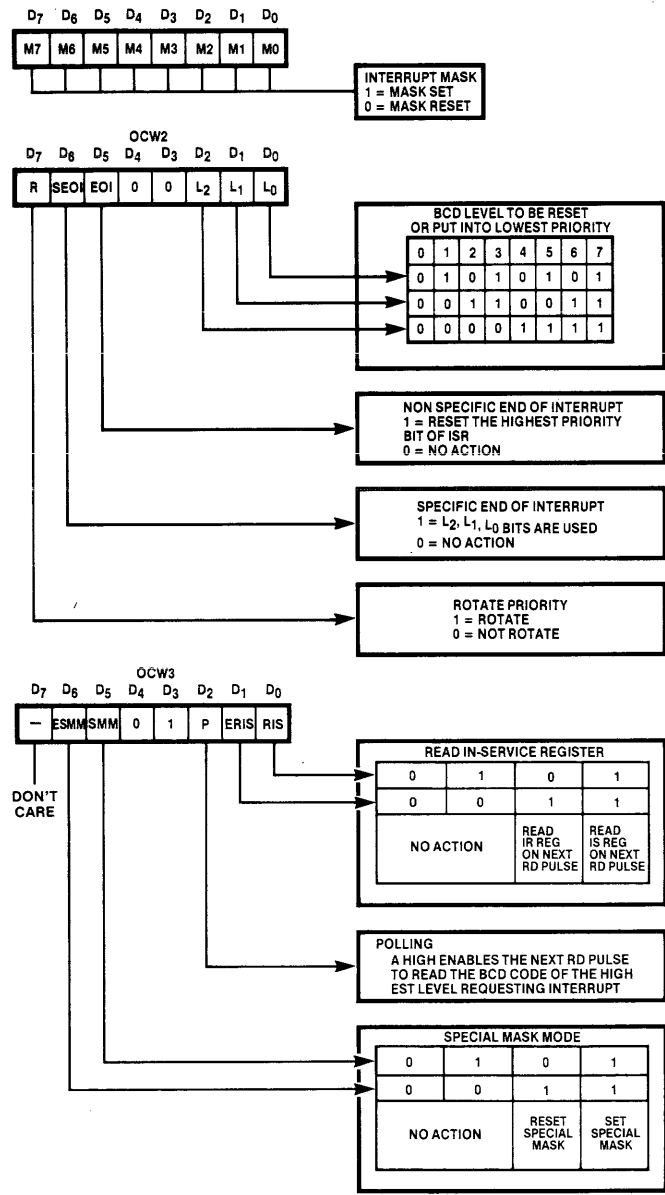 D7 D6 D5 D4 D3 D2 D1 D0
M7 M6 M5 M4 M3 M2 M1 M0
INTERRUPT MASK
1 = MASK SET
0 = MASK RESET
OCW2
D7 D6 D5 D4 D3 D2 D1 D0
R SEOI EOI 0 0 L2 L1 L0
BCD LEVEL TO BE RESET
OR PUT INTO LOWEST PRIORITY
0 1 2 3 4 5 6 7
0 1 0 1 0 1 0 1
0 0 1 1 0 0 1 1
0 0 0 0 1 1 1 1
NON SPECIFIC END OF INTERRUPT
1 = RESET THE HIGHEST PRIORITY
BIT OF ISR
0 = NO ACTION
SPECIFIC END OF INTERRUPT
1 = L2, L1, L0 BITS ARE USED
0 = NO ACTION
ROTATE PRIORITY
1 = ROTATE
0 = NOT ROTATE
OCW3
D7 D6 D5 D4 D3 D2 D1 D0
— ESMM SMM 0 1 P ERIS RIS
DON'T
CARE
READ IN-SERVICE REGISTER
0 1 0 1
0 0 1 1
NO ACTION
READ
IR REG
ON NEXT
RD PULSE
READ
IS REG
ON NEXT
RD PULSE
POLLING
A HIGH ENABLES THE NEXT RD PULSE
TO READ THE BCD CODE OF THE HIGH
EST LEVEL REQUESTING INTERRUPT
SPECIAL MASK MODE
0 1 0 1
0 0 1 1
NO ACTION
RESET
SPECIAL
MASK
SET
SPECIAL
MASK